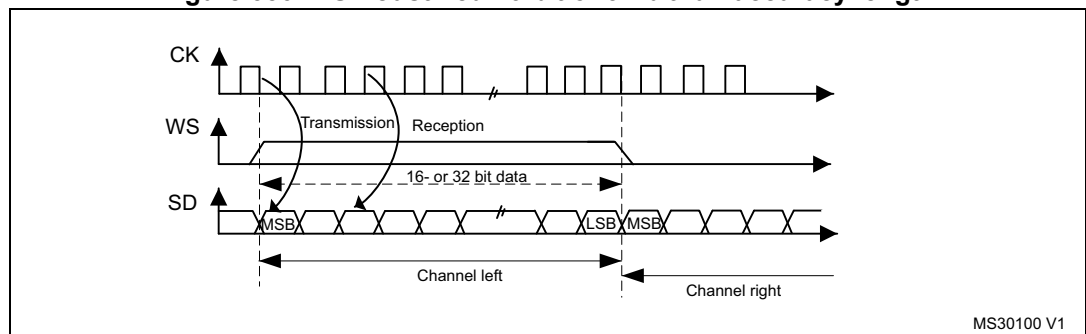 CK
WS
Transmission
Reception
16- or 32 bit data
SD
MSB
LSB
MSB
Channel left
Channel right
MS30100 V1